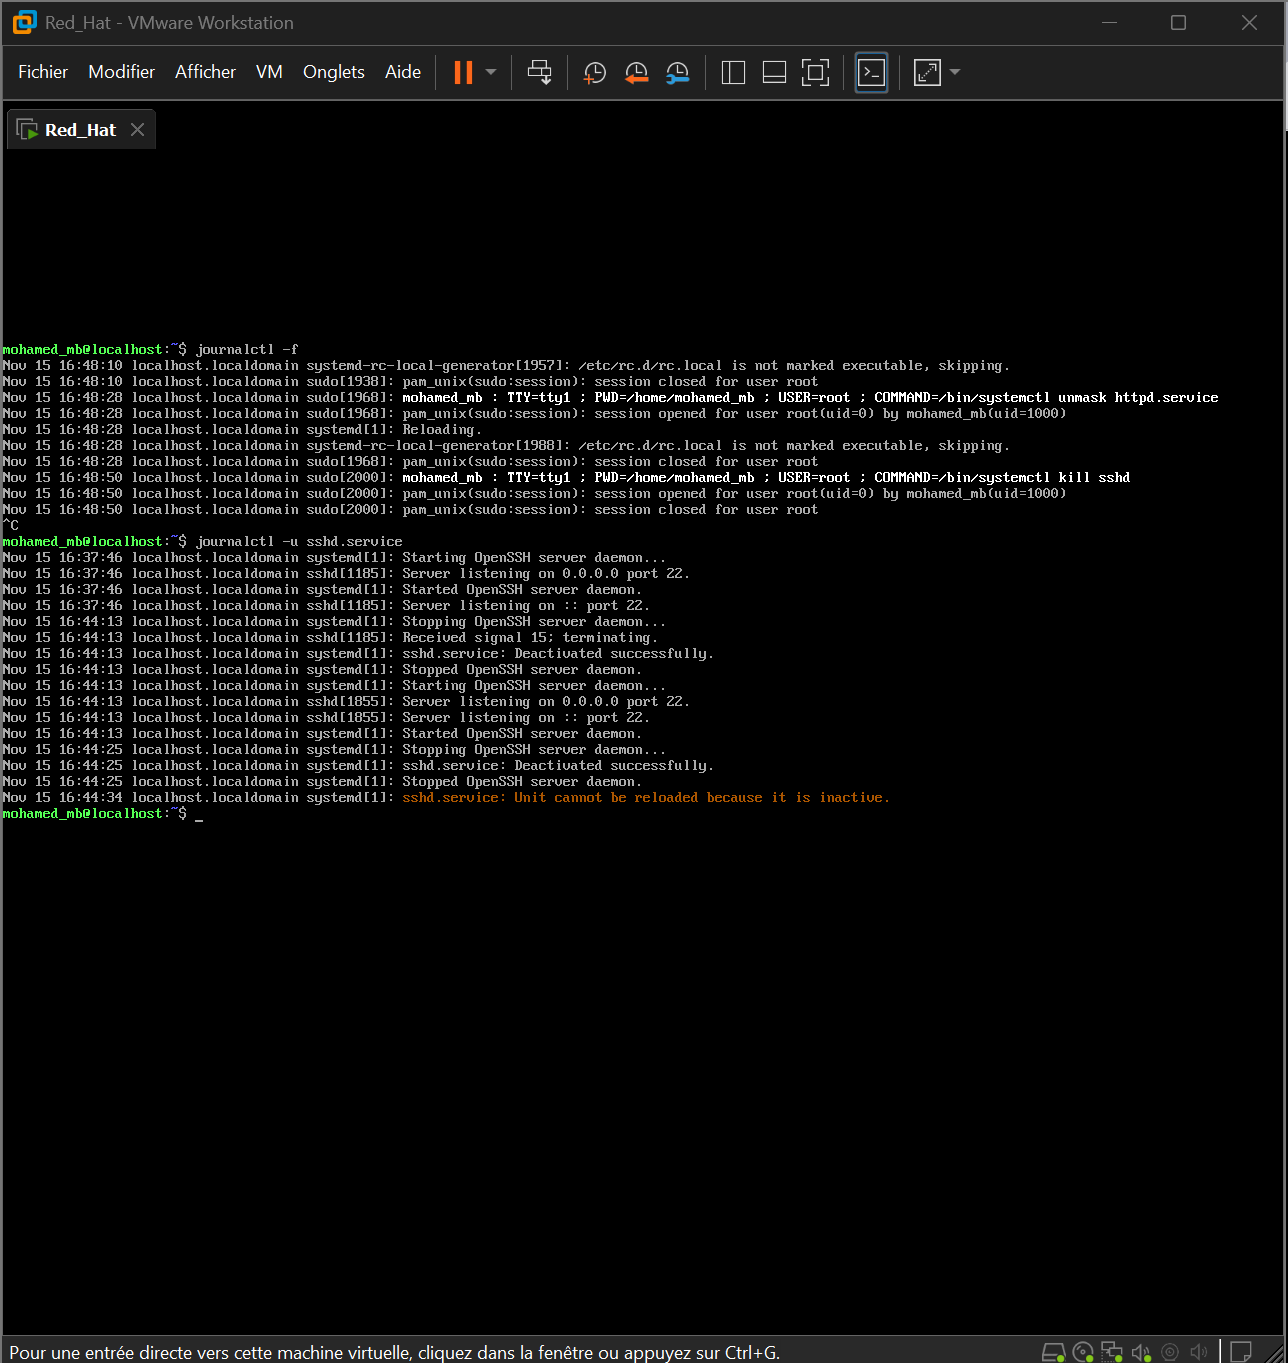 Red_Hat - VMware Workstation
Fichier Modifier Afficher VM Onglets Aide
Red_Hat
mohamed_mb@localhost:~$ journalctl -f
Nov 15 16:48:10 localhost.localdomain systemd-rc-local-generator[1957]: /etc/rc.d/rc.local is not marked executable, skipping.
Nov 15 16:48:10 localhost.localdomain sudo[1938]: pam_unix(sudo:session): session closed for user root
Nov 15 16:48:28 localhost.localdomain sudo[1968]: mohamed_mb : TTY=tty1 ; PWD=/home/mohamed_mb ; USER=root ; COMMAND=/bin/systemctl unmask httpd.service
Nov 15 16:48:28 localhost.localdomain sudo[1968]: pam_unix(sudo:session): session opened for user root(uid=0) by mohamed_mb(uid=1000)
Nov 15 16:48:28 localhost.localdomain systemd[1]: Reloading.
Nov 15 16:48:28 localhost.localdomain systemd-rc-local-generator[1988]: /etc/rc.d/rc.local is not marked executable, skipping.
Nov 15 16:48:28 localhost.localdomain sudo[1968]: pam_unix(sudo:session): session closed for user root
Nov 15 16:48:50 localhost.localdomain sudo[2000]: mohamed_mb : TTY=tty1 ; PWD=/home/mohamed_mb ; USER=root ; COMMAND=/bin/systemctl kill sshd
Nov 15 16:48:50 localhost.localdomain sudo[2000]: pam_unix(sudo:session): session opened for user root(uid=0) by mohamed_mb(uid=1000)
Nov 15 16:48:50 localhost.localdomain sudo[2000]: pam_unix(sudo:session): session closed for user root
^C
mohamed_mb@localhost:~$ journalctl -u sshd.service
Nov 15 16:37:46 localhost.localdomain systemd[1]: Starting OpenSSH server daemon...
Nov 15 16:37:46 localhost.localdomain sshd[1185]: Server listening on 0.0.0.0 port 22.
Nov 15 16:37:46 localhost.localdomain systemd[1]: Started OpenSSH server daemon.
Nov 15 16:37:46 localhost.localdomain sshd[1185]: Server listening on :: port 22.
Nov 15 16:44:13 localhost.localdomain systemd[1]: Stopping OpenSSH server daemon...
Nov 15 16:44:13 localhost.localdomain sshd[1185]: Received signal 15; terminating.
Nov 15 16:44:13 localhost.localdomain systemd[1]: sshd.service: Deactivated successfully.
Nov 15 16:44:13 localhost.localdomain systemd[1]: Stopped OpenSSH server daemon.
Nov 15 16:44:13 localhost.localdomain systemd[1]: Starting OpenSSH server daemon...
Nov 15 16:44:13 localhost.localdomain sshd[1855]: Server listening on 0.0.0.0 port 22.
Nov 15 16:44:13 localhost.localdomain sshd[1855]: Server listening on :: port 22.
Nov 15 16:44:13 localhost.localdomain systemd[1]: Started OpenSSH server daemon.
Nov 15 16:44:25 localhost.localdomain systemd[1]: Stopping OpenSSH server daemon...
Nov 15 16:44:25 localhost.localdomain systemd[1]: sshd.service: Deactivated successfully.
Nov 15 16:44:25 localhost.localdomain systemd[1]: Stopped OpenSSH server daemon.
Nov 15 16:44:34 localhost.localdomain systemd[1]: sshd.service: Unit cannot be reloaded because it is inactive.
mohamed_mb@localhost:~$ _
Pour une entrée directe vers cette machine virtuelle, cliquez dans la fenêtre ou appuyez sur Ctrl+G.